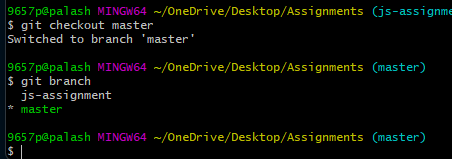 9657p@palash MINGW64 ~/OneDrive/Desktop/Assignments (js-assignme
$ git checkout master
Switched to branch 'master'
9657p@palash MINGW64 ~/OneDrive/Desktop/Assignments (master)
$ git branch
  js-assignment
* master
9657p@palash MINGW64 ~/OneDrive/Desktop/Assignments (master)
$